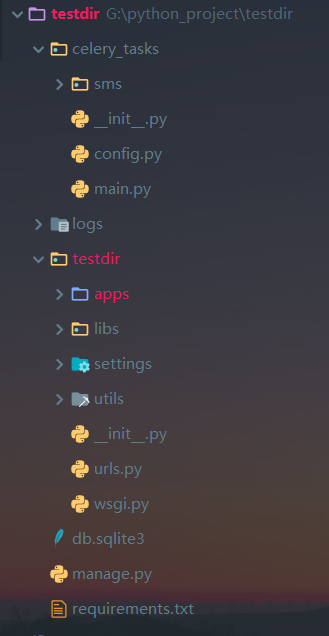 testdir G:\python_project\testdir
celery_tasks
sms
__init__.py
config.py
main.py
logs
testdir
apps
libs
settings
utils
__init__.py
urls.py
wsgi.py
db.sqlite3
manage.py
requirements.txt